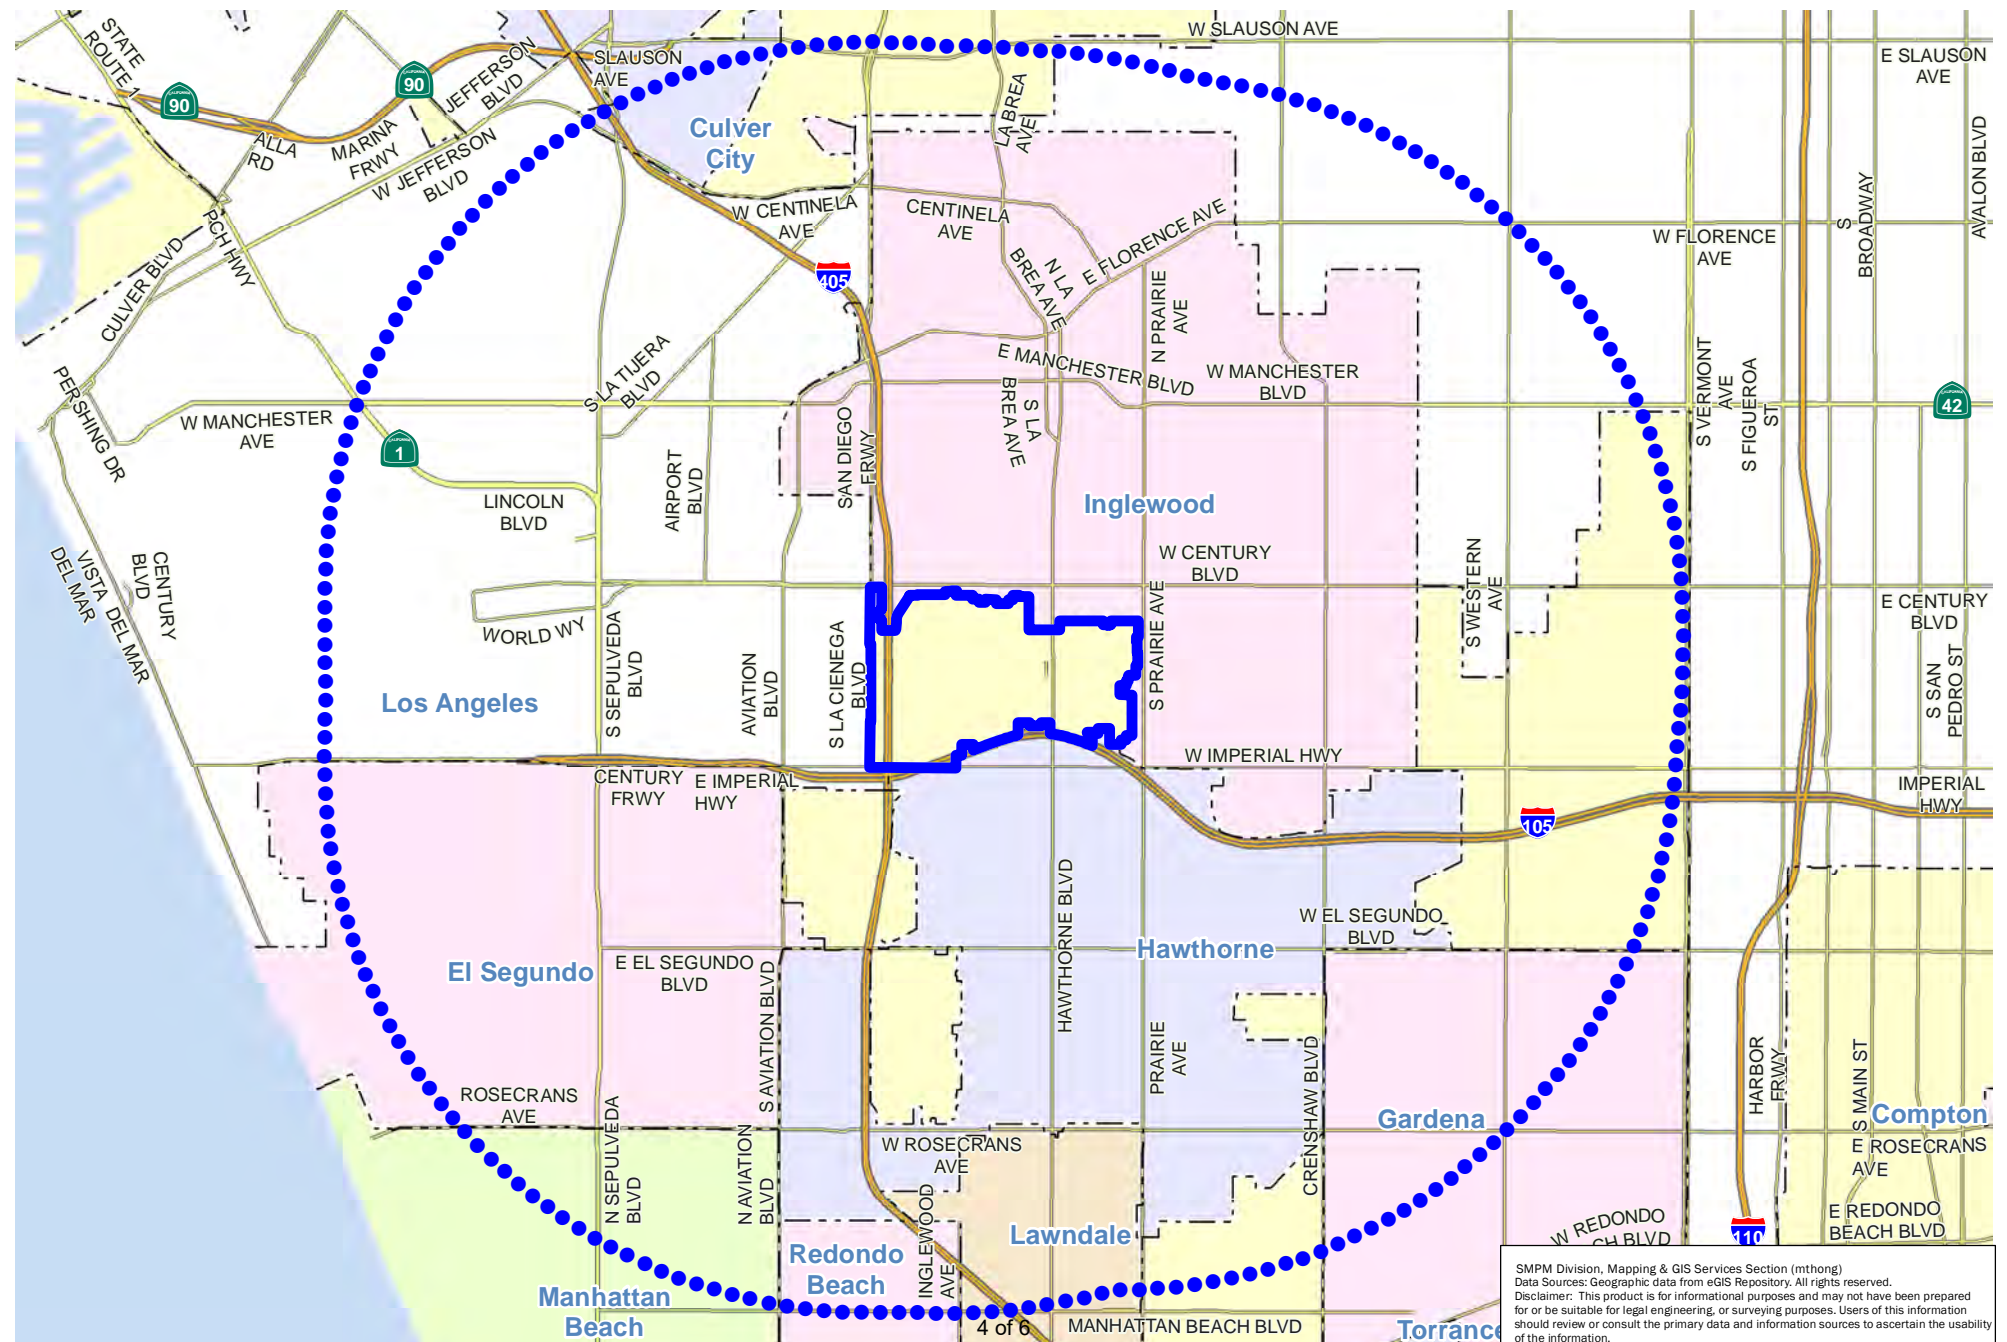 W SLAUSON AVE
STATE
ROUTE 1
SLAUSON
AVE
E SLAUSON
AVE
90
90
JEFFERSON
BLVD
ALLA
RD
MARINA
FRWY
W JEFFERSON
BLVD
Culver
City
LA BREA
AVE
AVALON BLVD
S
BROADWAY
PCH HWY
CULVER BLVD
W CENTINELA
AVE
CENTINELA
AVE
E FLORENCE AVE
W FLORENCE
AVE
405
N LA
BREA AVE
N PRAIRIE
AVE
S LA TIJERA
BLVD
E MANCHESTER BLVD
W MANCHESTER
BLVD
PERSHING DR
W MANCHESTER
AVE
S LA
BREA AVE
S VERMONT
AVE
S FIGUEROA
ST
42
1
SAN DIEGO
FRWY
AIRPORT
BLVD
LINCOLN
BLVD
Inglewood
W CENTURY
BLVD
CENTURY
BLVD
VISTA DEL MAR
DEL MAR
WORLD WY
S SEPULVEDA
BLVD
AVIATION
BLVD
S LA CIENEGA
BLVD
S PRAIRIE AVE
S WESTERN
AVE
E CENTURY
BLVD
S SAN
PEDRO ST
Los Angeles
W IMPERIAL HWY
CENTURY
FRWY
E IMPERIAL
HWY
IMPERIAL
HWY
105
HAWTHORNE BLVD
W EL SEGUNDO
BLVD
Hawthorne
El Segundo
E EL SEGUNDO
BLVD
S AVIATION BLVD
PRAIRIE
AVE
CRENSHAW BLVD
HARBOR
FRWY
S MAIN ST
ROSECRANS
AVE
Gardena
Compton
W ROSECRANS
AVE
E ROSECRANS
AVE
N SEPULVEDA
BLVD
N AVIATION
BLVD
INGLEWOOD
AVE
Lawndale
Redondo
Beach
W REDONDO
CH BLVD
E REDONDO
BEACH BLVD
110
Manhattan
Beach
4 of 6
MANHATTAN BEACH BLVD
Torrance
SMPM Division, Mapping & GIS Services Section (mthong)
Data Sources: Geographic data from eGIS Repository. All rights reserved.
Disclaimer: This product is for informational purposes and may not have been prepared
for or be suitable for legal engineering, or surveying purposes. Users of this information
should review or consult the primary data and information sources to ascertain the usability
of the information.